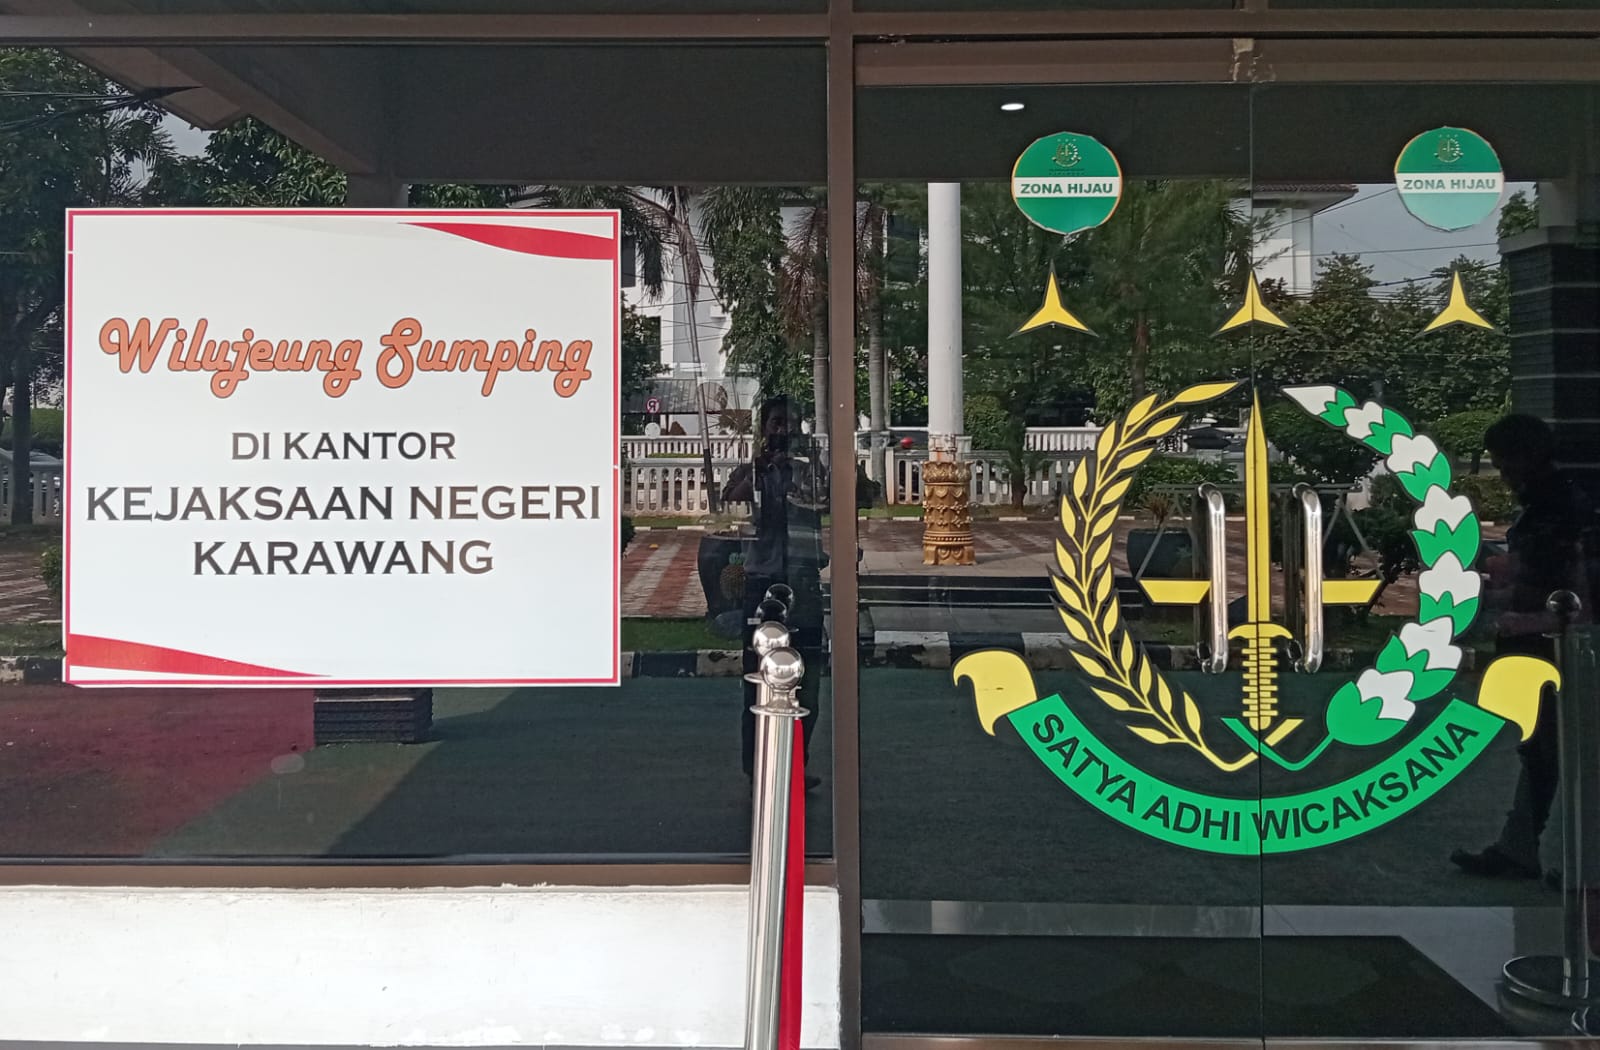 Wilujeung Sumping
DI KANTOR
KEJAKSAAN NEGERI
KARAWANG
ZONA HIJAU
ZONA HIJAU
SATYA ADHI WICAKSANA